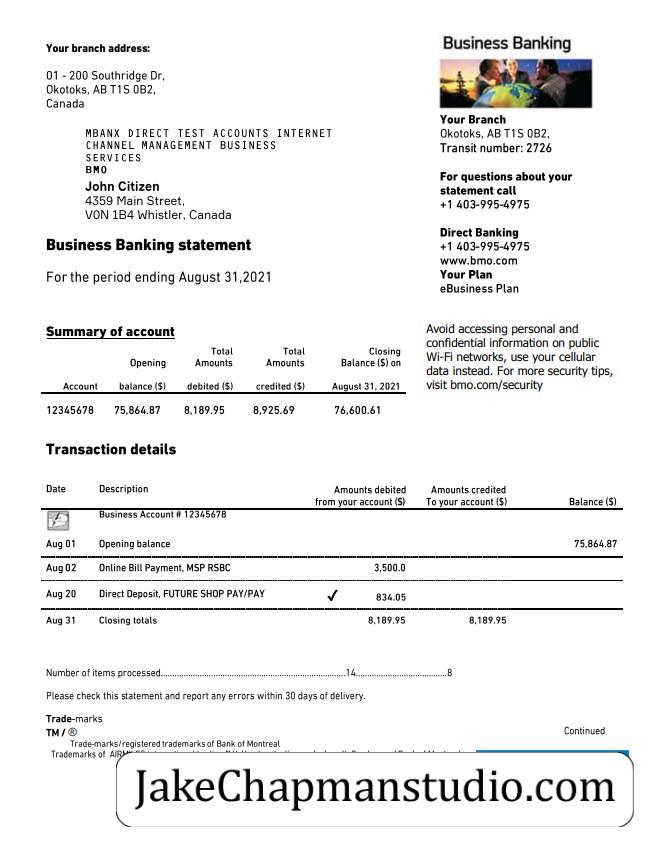 Your branch address:
01 - 200 Southridge Dr,
Okotoks, AB T1S 0B2,
Canada
MBANX DIRECT TEST ACCOUNTS INTERNET
CHANNEL MANAGEMENT BUSINESS
SERVICES
BMO
John Citizen
4359 Main Street,
V0N 1B4 Whistler, Canada
Business Banking statement
For the period ending August 31,2021
Business Banking
Your Branch
Okotoks, AB T1S 0B2,
Transit number: 2726
For questions about your
statement call
+1 403-995-4975
Direct Banking
+1 403-995-4975
www.bmo.com
Your Plan
eBusiness Plan
Summary of account
Total Total Closing
Opening Amounts Amounts Balance ($) on
Account balance ($) debited ($) credited ($) August 31, 2021
12345678 75,864.87 8,189.95 8,925.69 76,600.61
Avoid accessing personal and
confidential information on public
Wi-Fi networks, use your cellular
data instead. For more security tips,
visit bmo.com/security
Transaction details
Date Description Amounts debited Amounts credited
from your account ($) To your account ($) Balance ($)
Business Account # 12345678
Aug 01 Opening balance 75,864.87
Aug 02 Online Bill Payment, MSP RSBC 3,500.0
Aug 20 Direct Deposit, FUTURE SHOP PAY/PAY ✓ 834.05
Aug 31 Closing totals 8,189.95 8,189.95
Number of items processed.....................................................................14...................................8
Please check this statement and report any errors within 30 days of delivery.
Trade-marks
TM / ®
Continued
Trade-marks/registered trademarks of Bank of Montreal
Trademarks of
JakeChapmanstudio.com